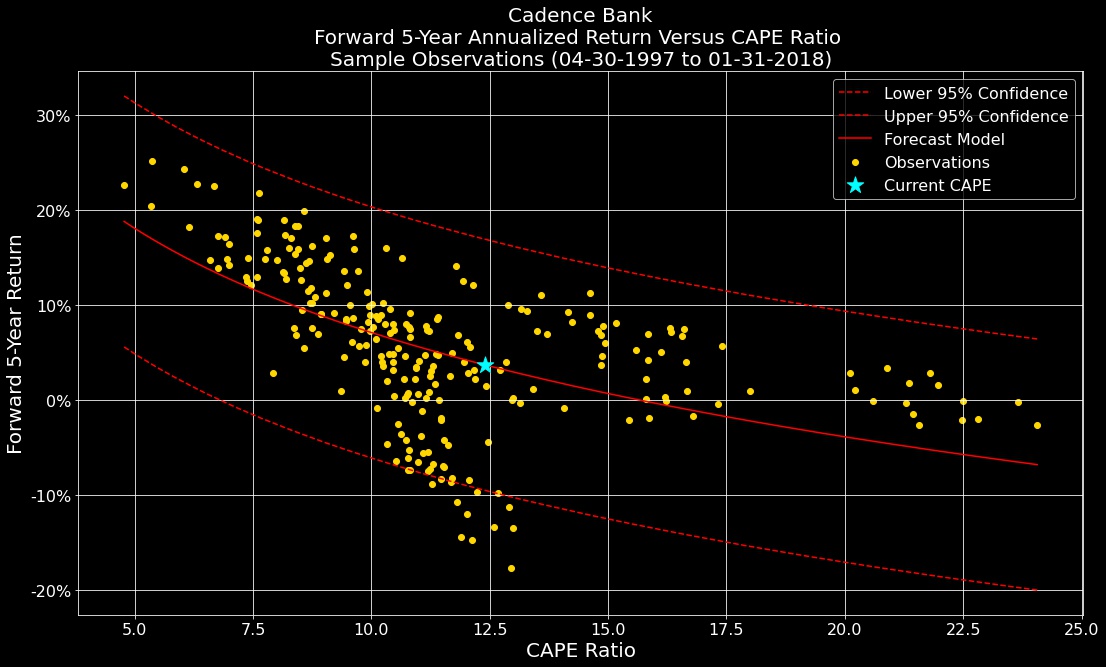 Cadence Bank
Forward 5-Year Annualized Return Versus CAPE Ratio
Sample Observations (04-30-1997 to 01-31-2018)
Lower 95% Confidence
Upper 95% Confidence
Forecast Model
Observations
Current CAPE
Forward 5-Year Return
30%
20%
10%
0%
-10%
-20%
5.0 7.5 10.0 12.5 15.0 17.5 20.0 22.5 25.0
CAPE Ratio